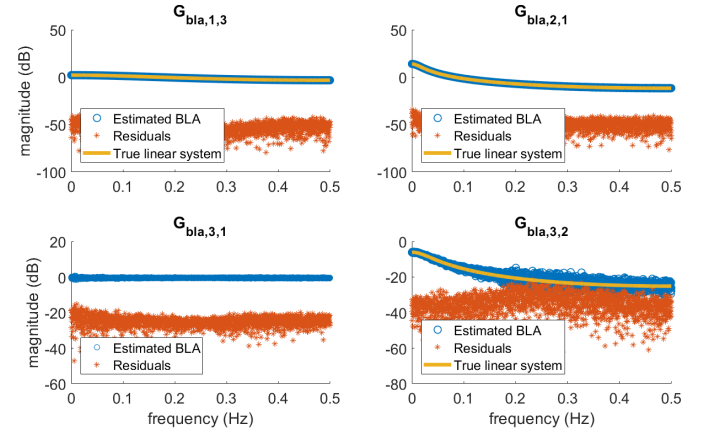 G_bla,1,3
G_bla,2,1
magnitude (dB)
50
0
-50
-100
Estimated BLA
Residuals
True linear system
0 0.1 0.2 0.3 0.4 0.5
50
0
-50
-100
Estimated BLA
Residuals
True linear system
0 0.1 0.2 0.3 0.4 0.5
G_bla,3,1
G_bla,3,2
magnitude (dB)
20
0
-20
-40
-60
Estimated BLA
Residuals
0 0.1 0.2 0.3 0.4 0.5
frequency (Hz)
0
-20
-40
-60
-80
Estimated BLA
Residuals
True linear system
0 0.1 0.2 0.3 0.4 0.5
frequency (Hz)